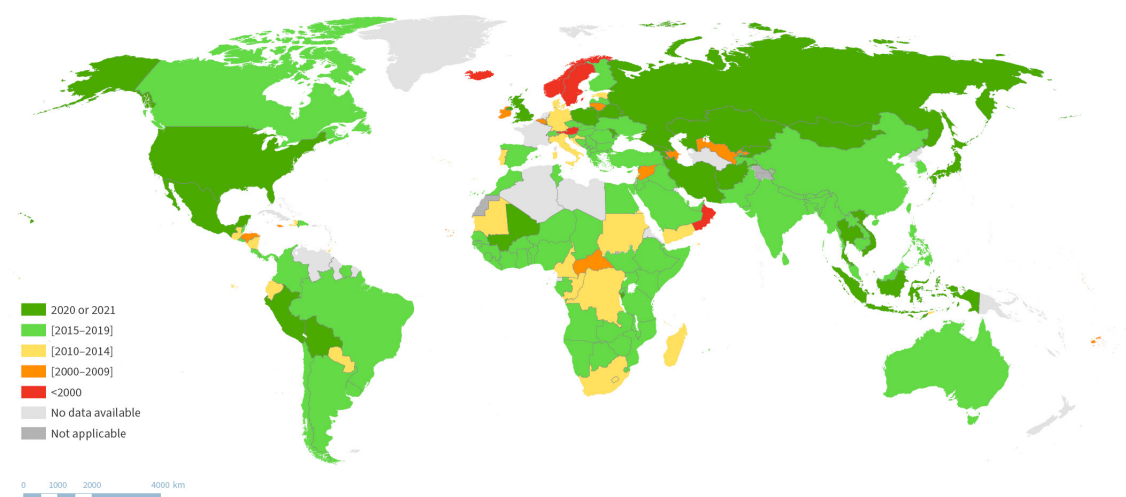 2020 or 2021
[2015–2019]
[2010–2014]
[2000–2009]
<2000
No data available
Not applicable
0 1000 2000 4000 km